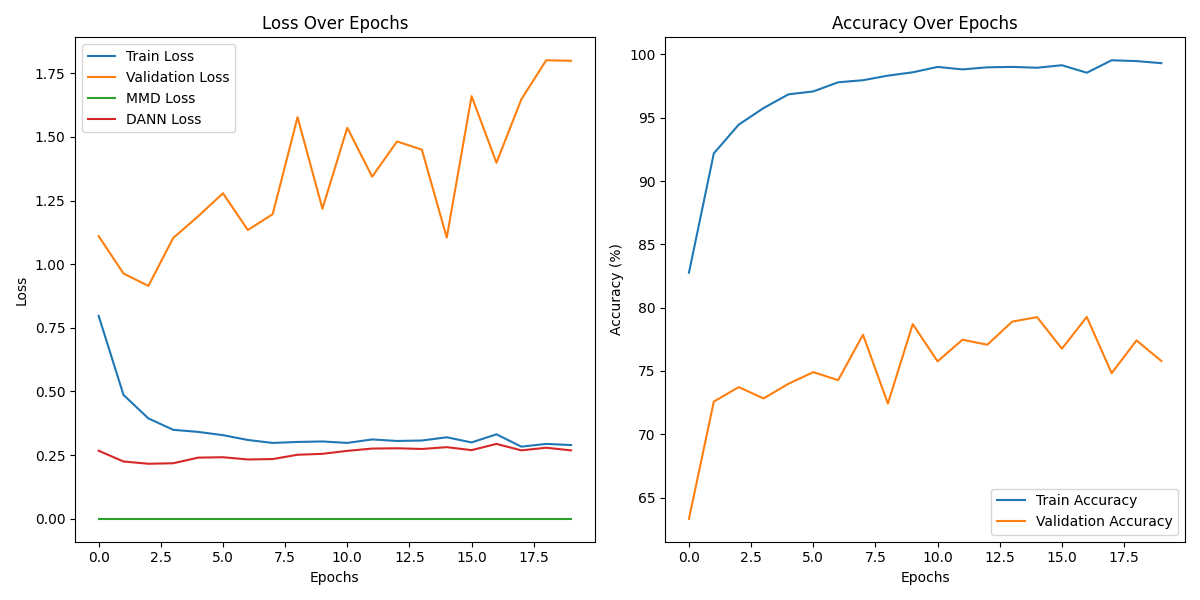 Loss Over Epochs
Train Loss
Validation Loss
MMD Loss
DANN Loss
1.75
1.50
1.25
1.00
0.75
0.50
0.25
0.00
Loss
0.0 2.5 5.0 7.5 10.0 12.5 15.0 17.5
Epochs
Accuracy Over Epochs
100
95
90
85
80
75
70
65
Accuracy (%)
Train Accuracy
Validation Accuracy
0.0 2.5 5.0 7.5 10.0 12.5 15.0 17.5
Epochs